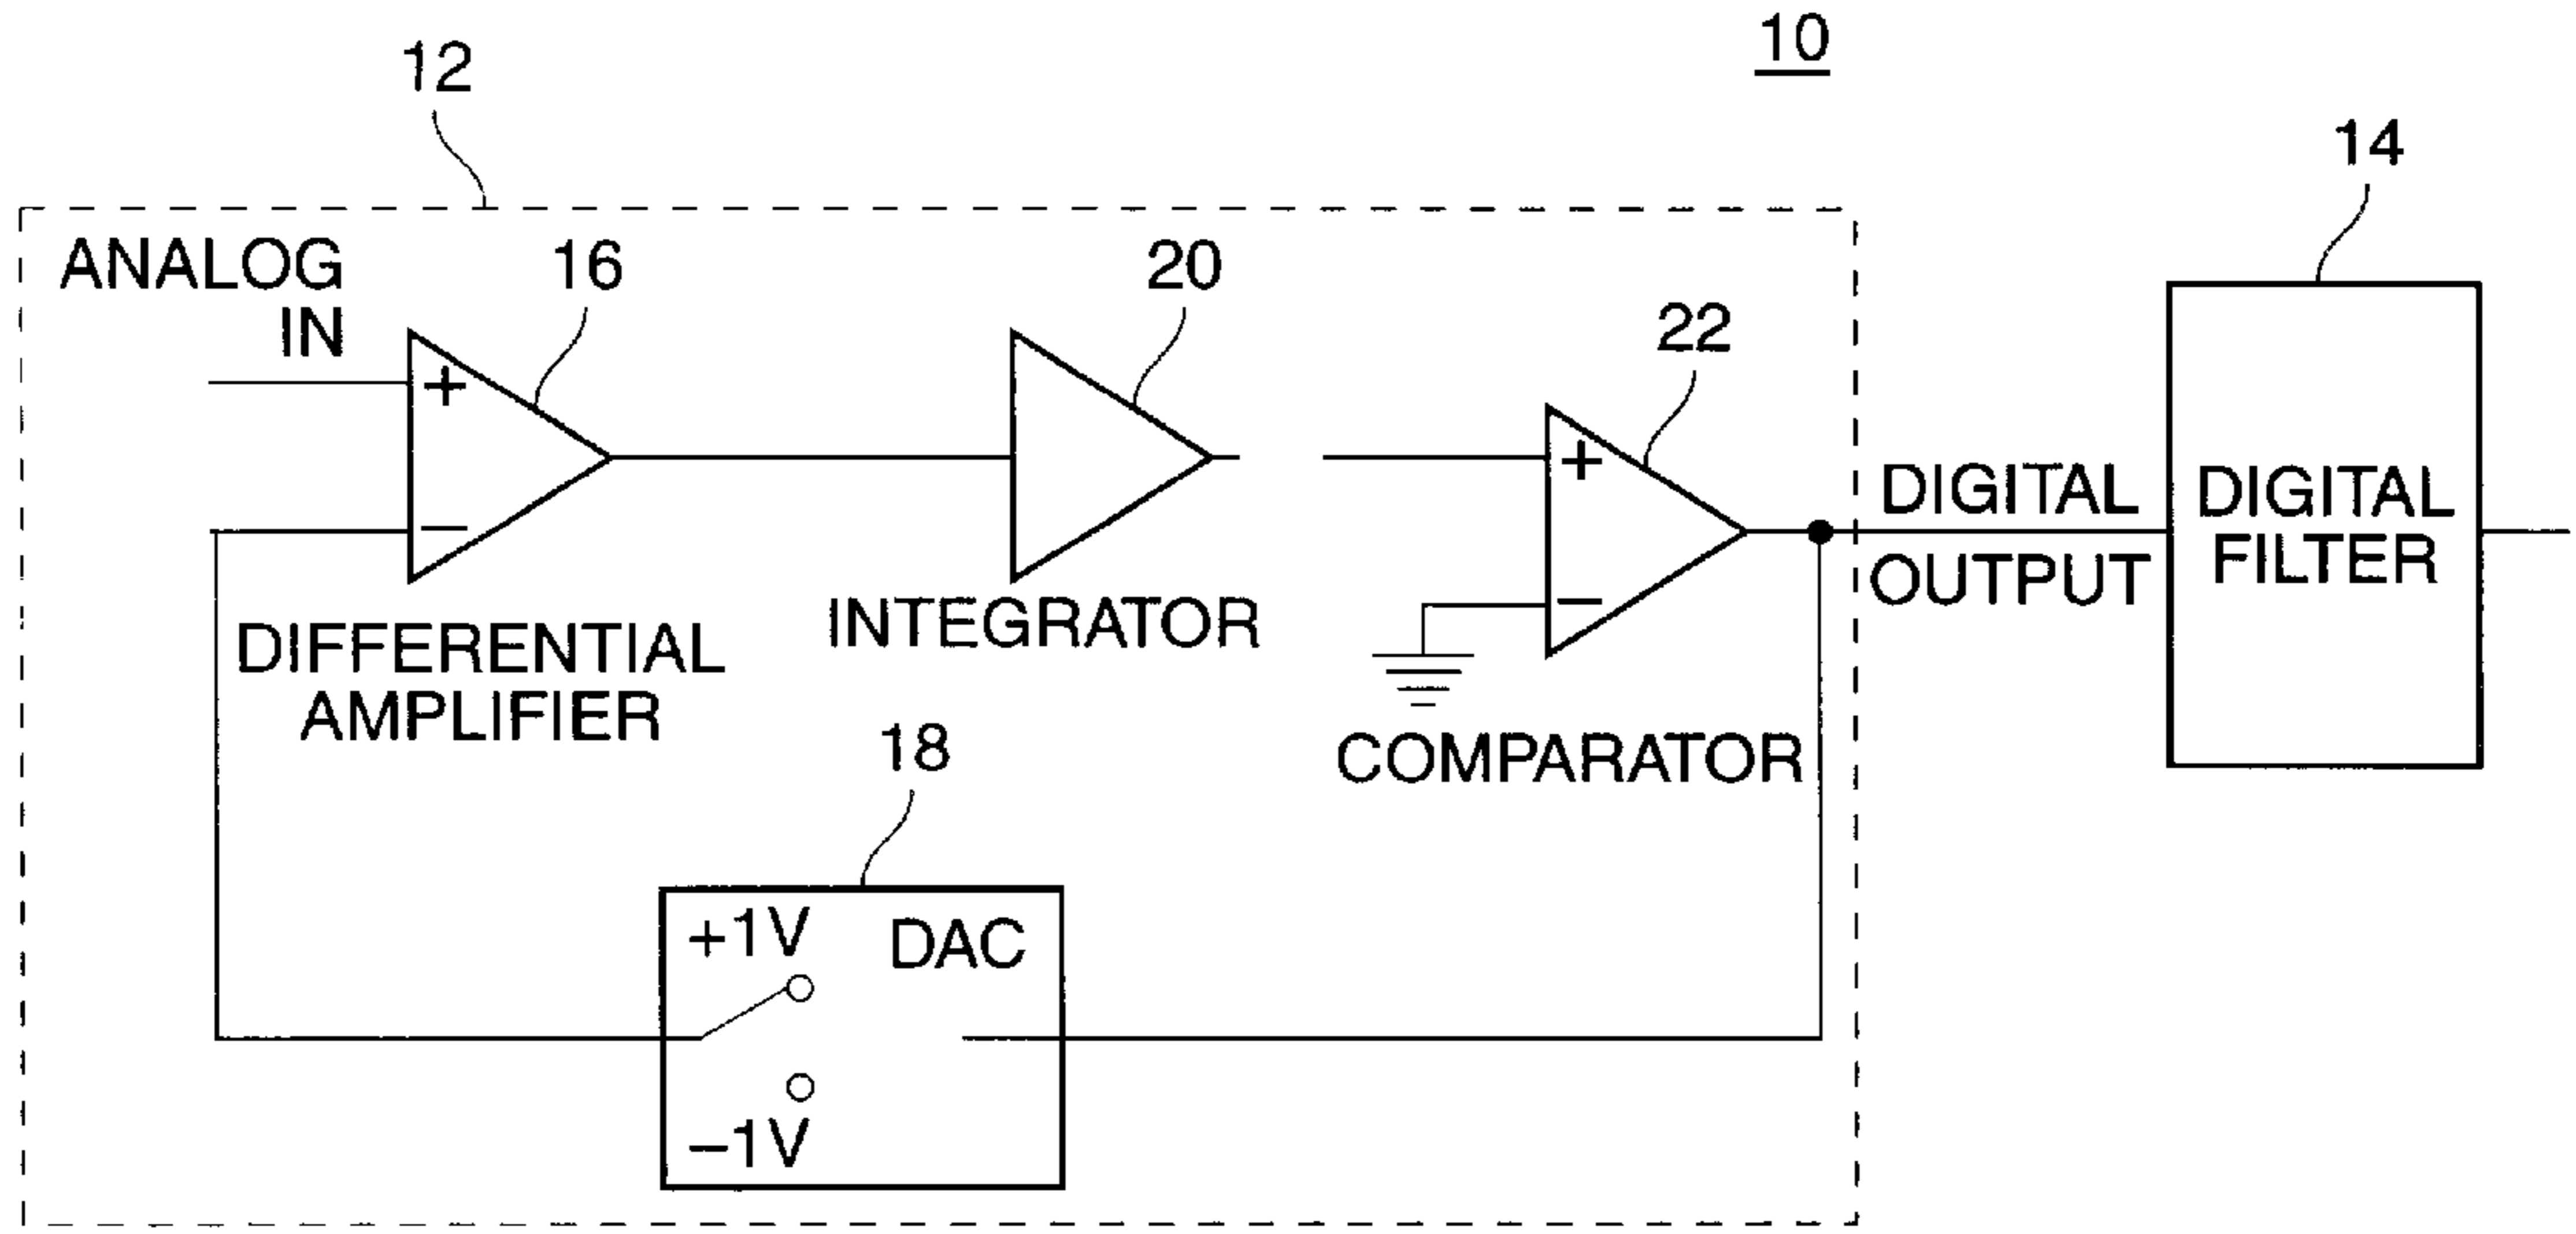 10
12
14
ANALOG
IN
16
20
22
+
−
+
−
DIGITAL
OUTPUT
DIGITAL
FILTER
DIFFERENTIAL
AMPLIFIER
INTEGRATOR
COMPARATOR
18
+1V
DAC
−1V